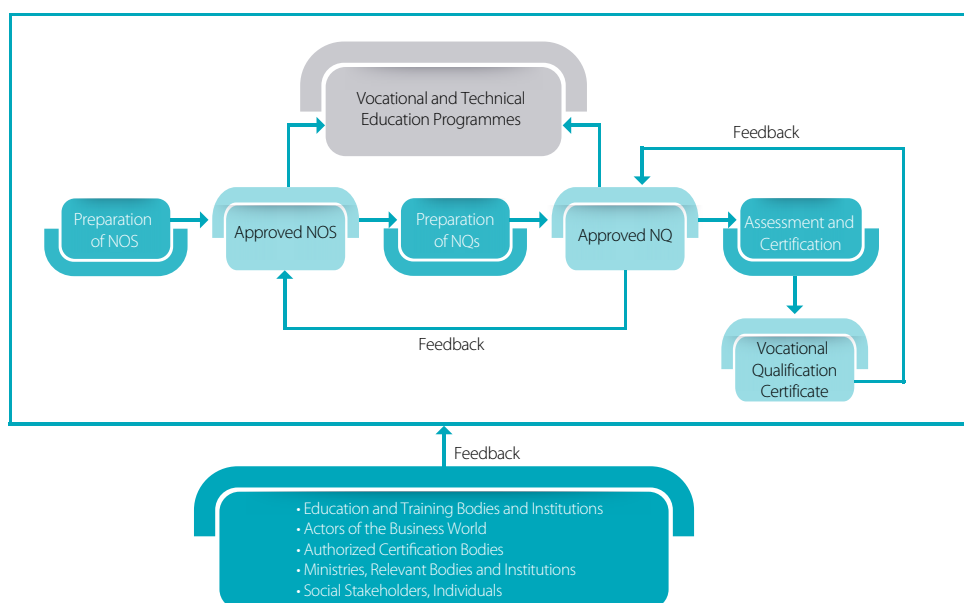 Vocational and Technical
Education Programmes
Feedback
Preparation
of NOS
Approved NOS
Preparation
of NQs
Approved NQ
Assessment and
Certification
Feedback
Vocational
Qualification
Certificate
Feedback
• Education and Training Bodies and Institutions
• Actors of the Business World
• Authorized Certification Bodies
• Ministries, Relevant Bodies and Institutions
• Social Stakeholders, Individuals